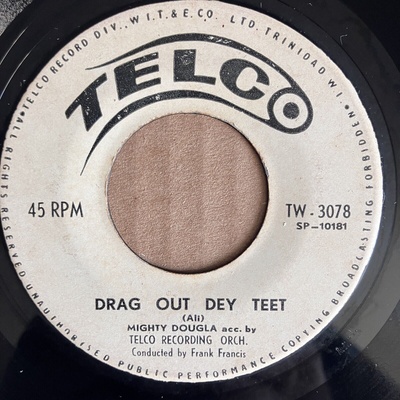 •TELCO RECORD DIV., W.I.T.& E.CO. LTD. TRINIDAD W.I.•
TELCO
45 RPM
TW - 3078
SP-10181
DRAG OUT DEY TEET
(Ali)
MIGHTY DOUGLA acc. by
TELCO RECORDING ORCH.
Conducted by Frank Francis
ALL RIGHTS RESERVED UNAUTHORISED PUBLIC PERFORMANCE COPYING BROADCASTING FORBIDDEN